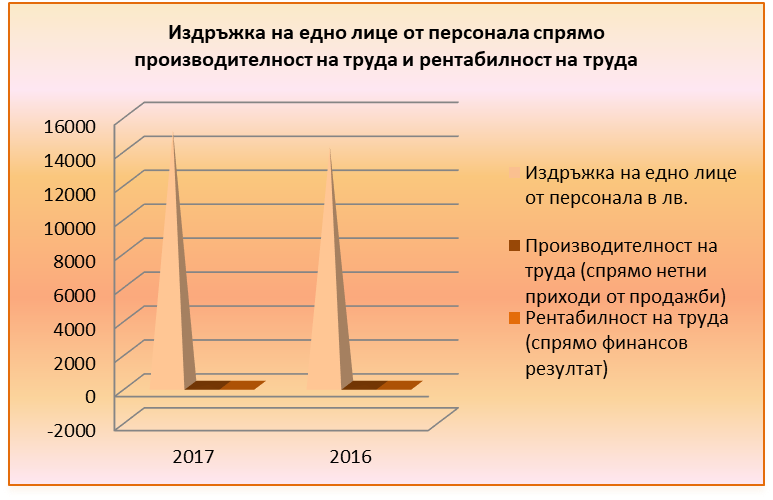 Издръжка на едно лице от персонала спрямо
производителност на труда и рентабилност на труда
16000
14000
12000
10000
8000
6000
4000
2000
0
-2000
2017
2016
Издръжка на едно лице
от персонала в лв.
Производителност на
труда (спрямо нетни
приходи от продажби)
Рентабилност на труда
(спрямо финансов
резултат)